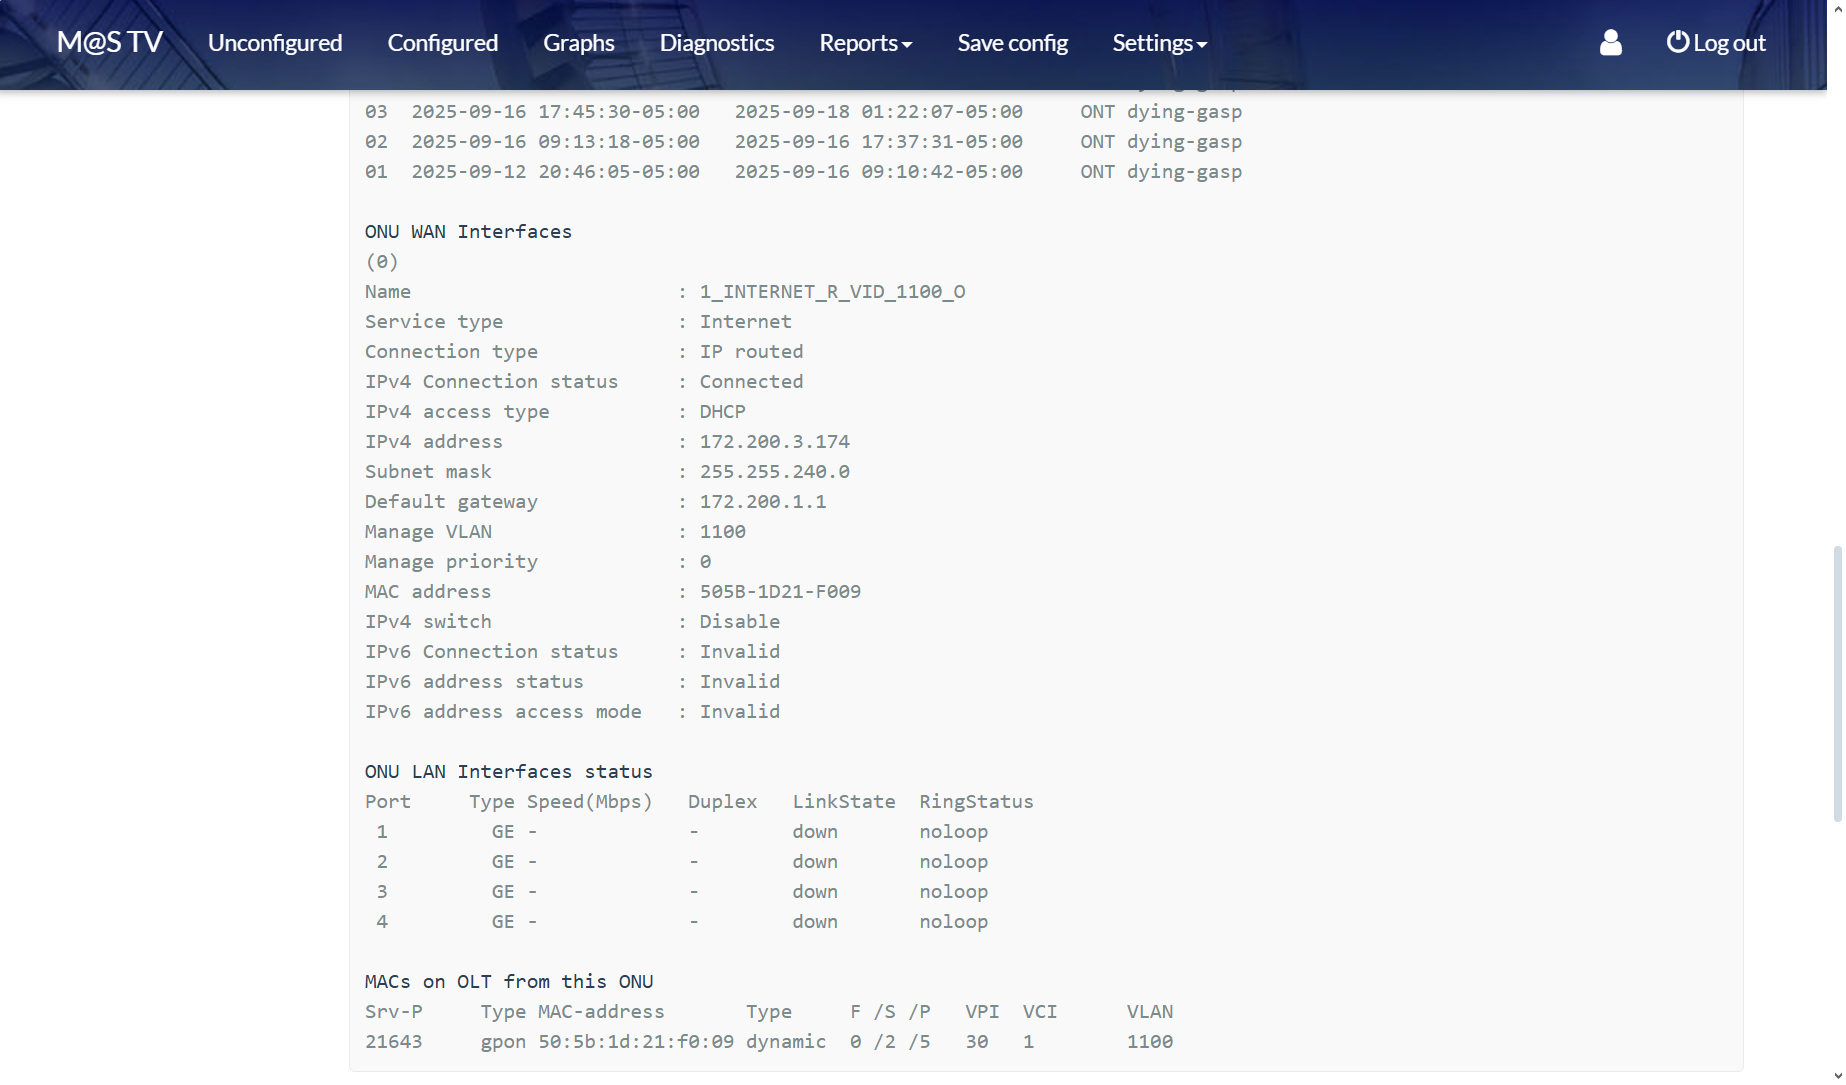 M@S TV Unconfigured Configured Graphs Diagnostics Reports Save config Settings Log out
03 2025-09-16 17:45:30-05:00 2025-09-18 01:22:07-05:00 ONT dying-gasp
02 2025-09-16 09:13:18-05:00 2025-09-16 17:37:31-05:00 ONT dying-gasp
01 2025-09-12 20:46:05-05:00 2025-09-16 09:10:42-05:00 ONT dying-gasp
ONU WAN Interfaces
(0)
Name : 1_INTERNET_R_VID_1100_O
Service type : Internet
Connection type : IP routed
IPv4 Connection status : Connected
IPv4 access type : DHCP
IPv4 address : 172.200.3.174
Subnet mask : 255.255.240.0
Default gateway : 172.200.1.1
Manage VLAN : 1100
Manage priority : 0
MAC address : 505B-1D21-F009
IPv4 switch : Disable
IPv6 Connection status : Invalid
IPv6 address status : Invalid
IPv6 address access mode : Invalid
ONU LAN Interfaces status
Port Type Speed(Mbps) Duplex LinkState RingStatus
1 GE - - down noloop
2 GE - - down noloop
3 GE - - down noloop
4 GE - - down noloop
MACs on OLT from this ONU
Srv-P Type MAC-address Type F /S /P VPI VCI VLAN
21643 gpon 50:5b:1d:21:f0:09 dynamic 0 /2 /5 30 1 1100